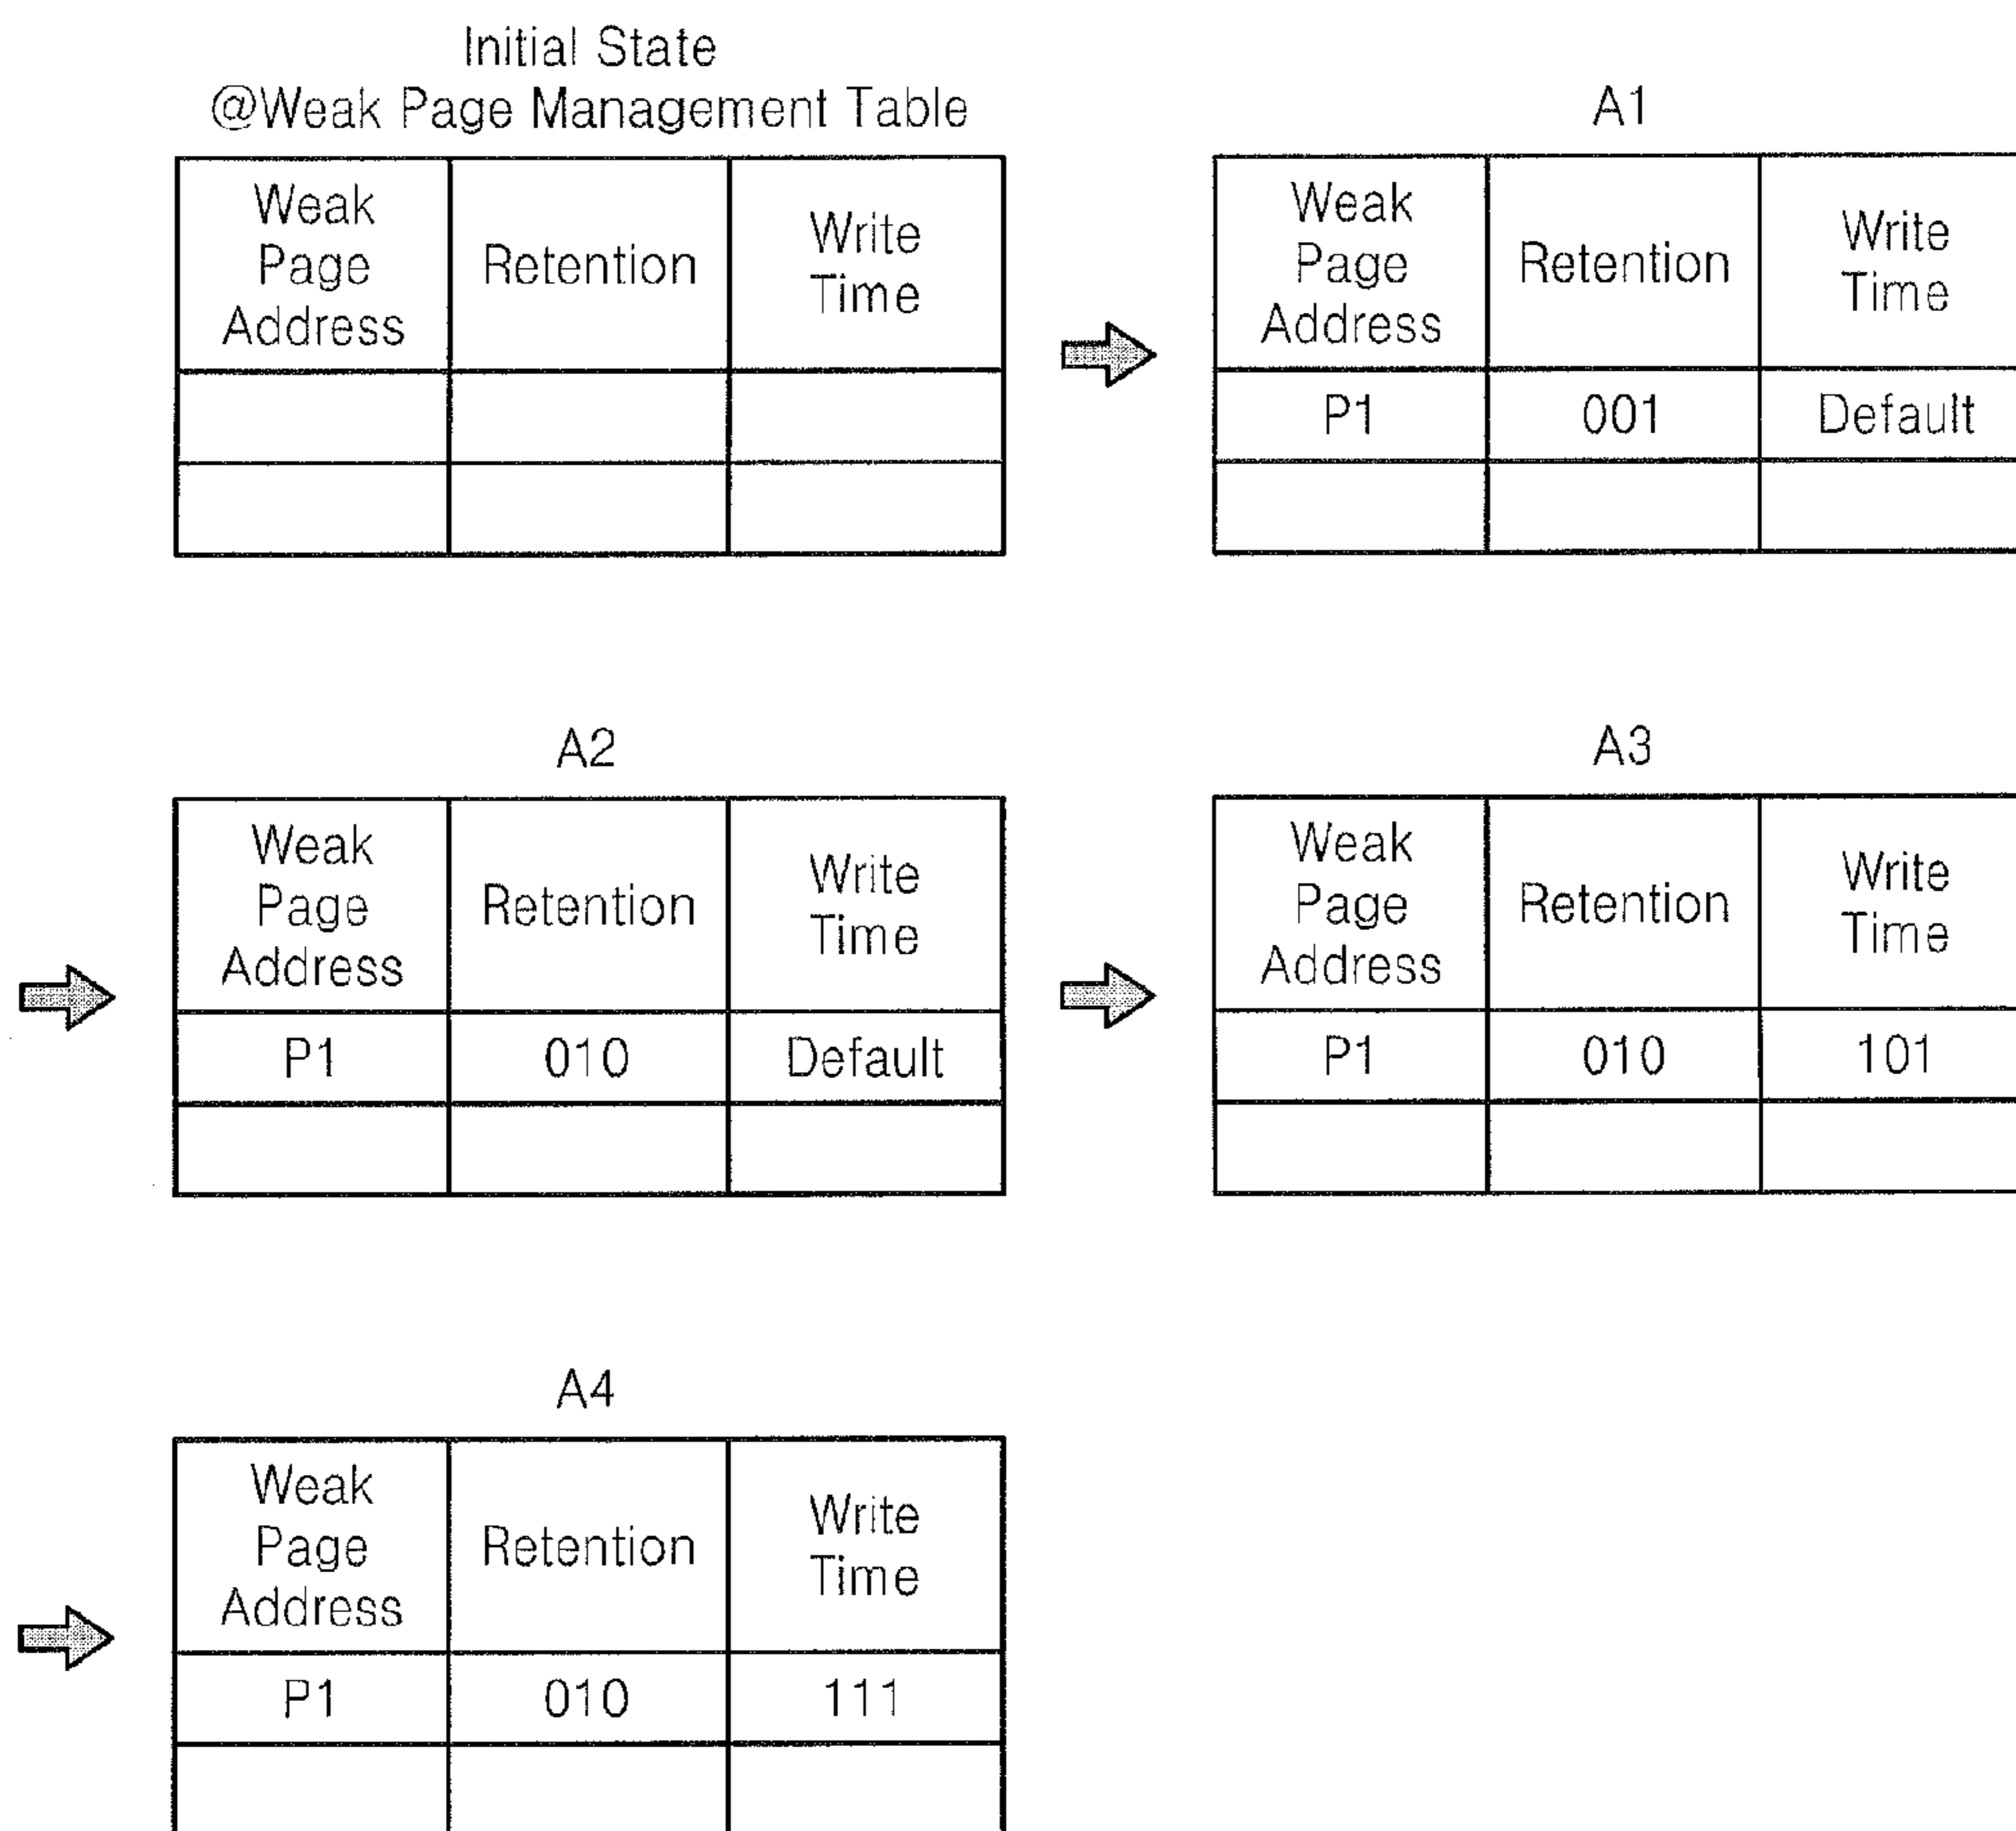 Initial State
@Weak Page Management Table
Weak
Page
Address
Retention
Write
Time
A1
Weak
Page
Address
Retention
Write
Time
P1
001
Default
A2
Weak
Page
Address
Retention
Write
Time
P1
010
Default
A3
Weak
Page
Address
Retention
Write
Time
P1
010
101
A4
Weak
Page
Address
Retention
Write
Time
P1
010
111